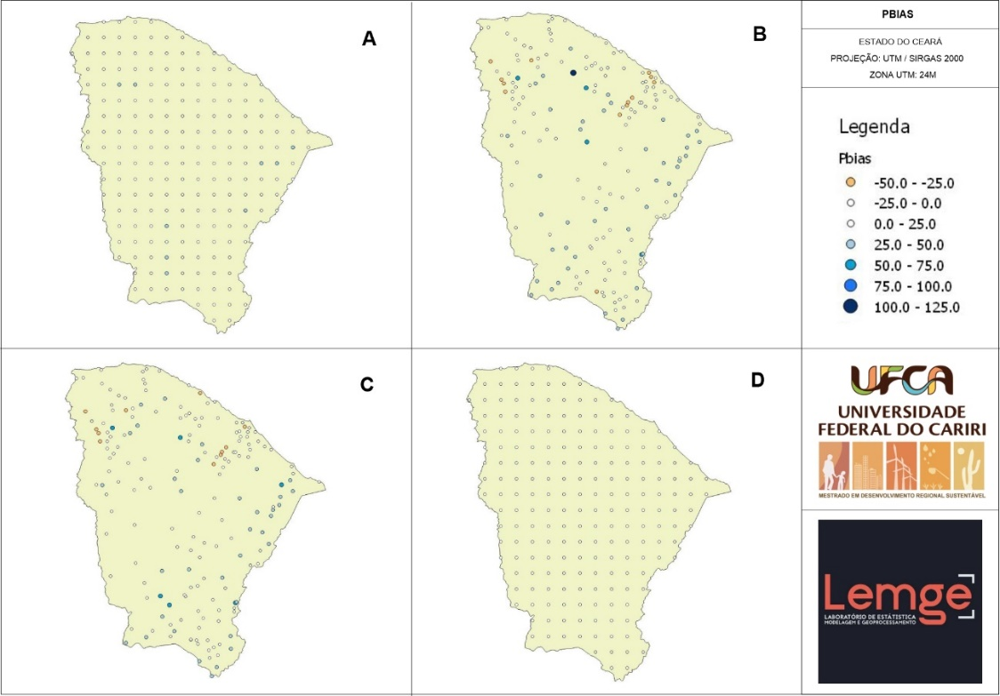 A
B
C
D
PBIAS
ESTADO DO CEARÁ
PROJEÇÃO: UTM / SIRGAS 2000
ZONA UTM: 24M
Legenda
Pbias
-50.0 - -25.0
-25.0 - 0.0
0.0 - 25.0
25.0 - 50.0
50.0 - 75.0
75.0 - 100.0
100.0 - 125.0
UFCA
UNIVERSIDADE
FEDERAL DO CARIRI
MESTRADO EM DESENVOLVIMENTO REGIONAL SUSTENTÁVEL
Lemge
LABORATÓRIO DE ESTÁTISTICA
MODELAGEM E GEOPROCESSAMENTO